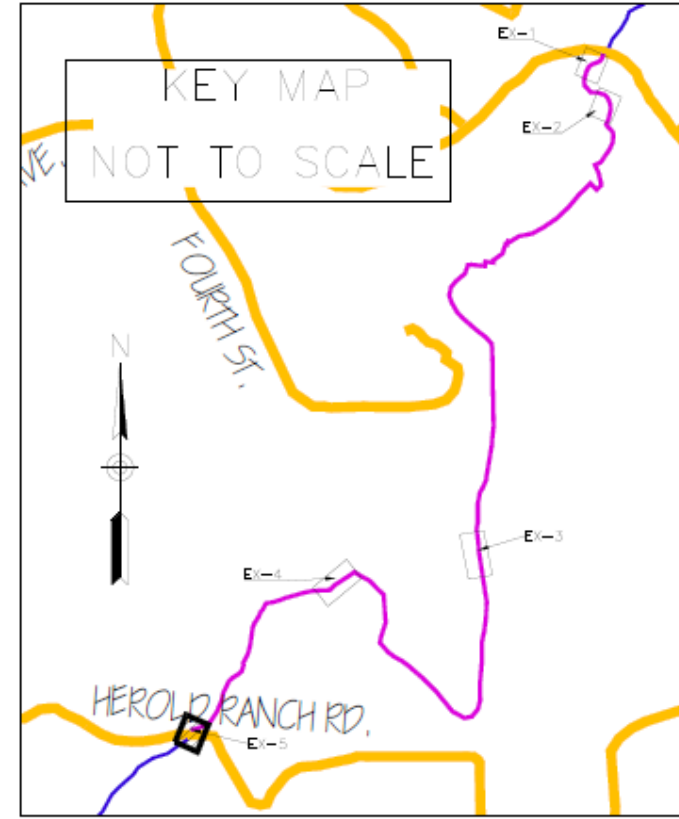 EX-1
KEY MAP
EX-2
NOT TO SCALE
VE.
FOURTH ST.
N
EX-3
EX-4
HEROLD RANCH RD.
EX-5